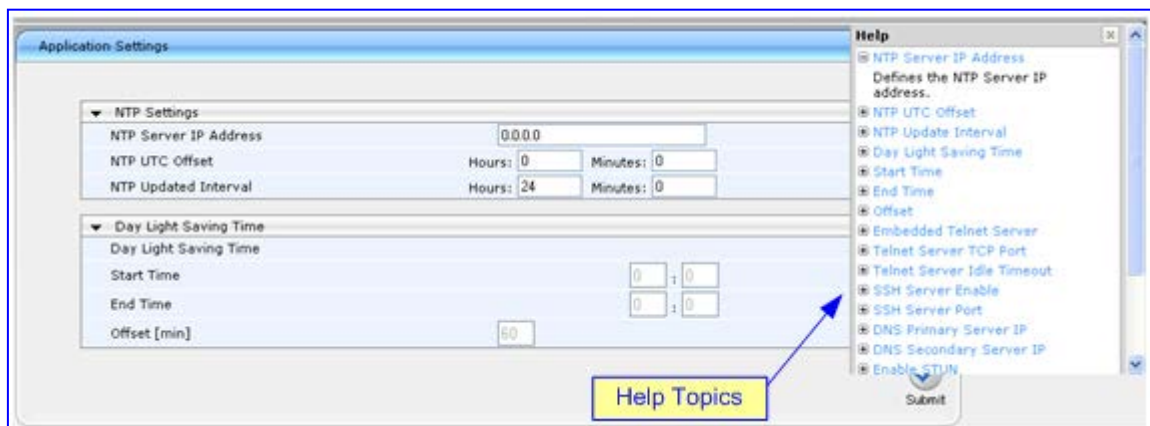 Application Settings
NTP Settings
NTP Server IP Address 0.0.0.0
NTP UTC Offset Hours: 0 Minutes: 0
NTP Updated Interval Hours: 24 Minutes: 0
Day Light Saving Time
Day Light Saving Time
Start Time 0 : 0
End Time 0 : 0
Offset [min] 60
Help
NTP Server IP Address
Defines the NTP Server IP
address.
NTP UTC Offset
NTP Update Interval
Day Light Saving Time
Start Time
End Time
Offset
Embedded Telnet Server
Telnet Server TCP Port
Telnet Server Idle Timeout
SSH Server Enable
SSH Server Port
DNS Primary Server IP
DNS Secondary Server IP
Enable STUN
Help Topics
Submit